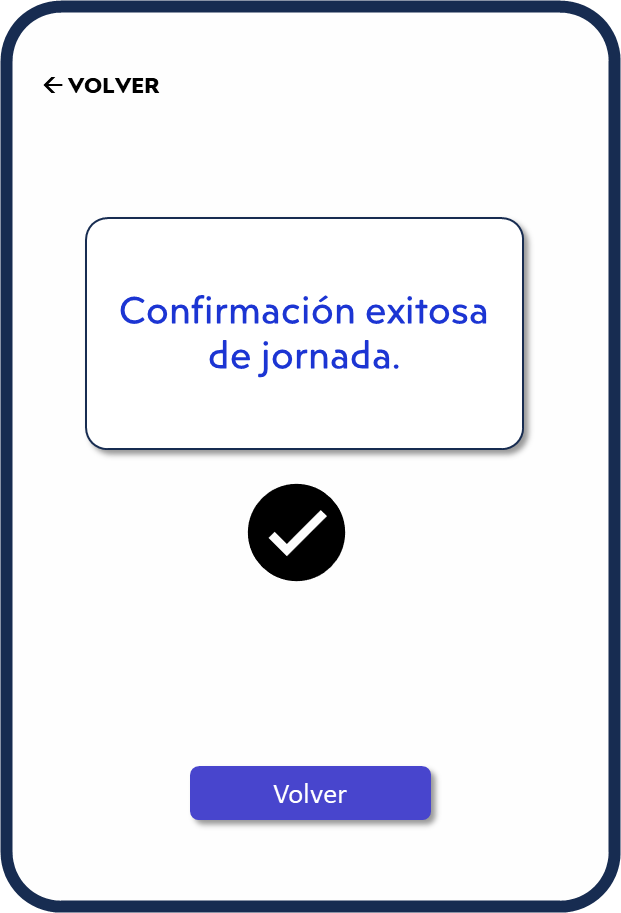 ← VOLVER
Confirmación exitosa
de jornada.
Volver